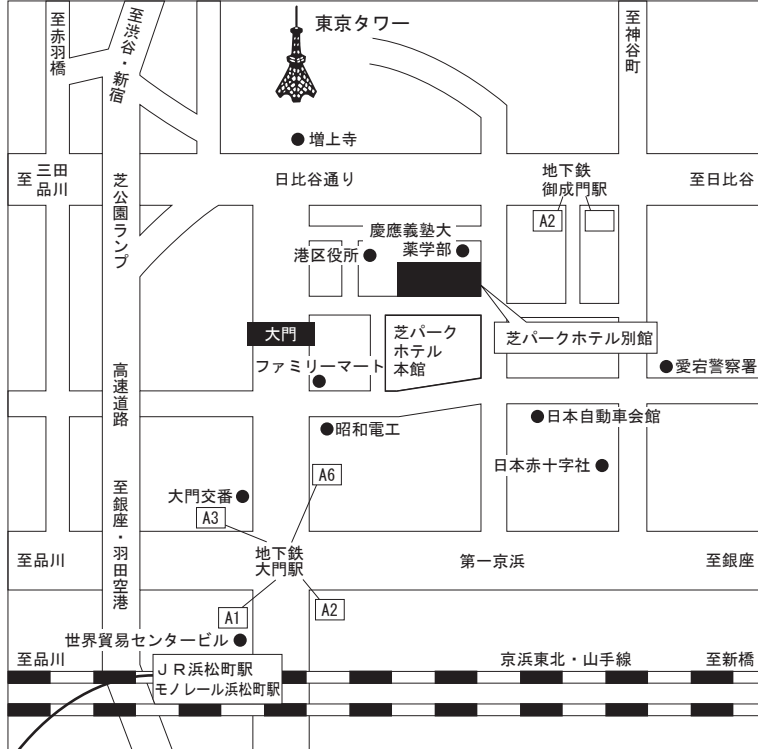 至赤羽橋
至渋谷・新宿
東京タワー
至神谷町
増上寺
至 三田
品川
芝公園ランプ
日比谷通り
地下鉄
御成門駅
至日比谷
A2
慶應義塾大
薬学部
港区役所
大門
芝パーク
ホテル
本館
芝パークホテル別館
ファミリーマート
愛宕警察署
高速道路
昭和電工
日本自動車会館
日本赤十字社
A6
大門交番
A3
至銀座・羽田空港
至品川
地下鉄
大門駅
第一京浜
至銀座
A1
A2
世界貿易センタービル
至品川
JR浜松町駅
モノレール浜松町駅
京浜東北・山手線
至新橋